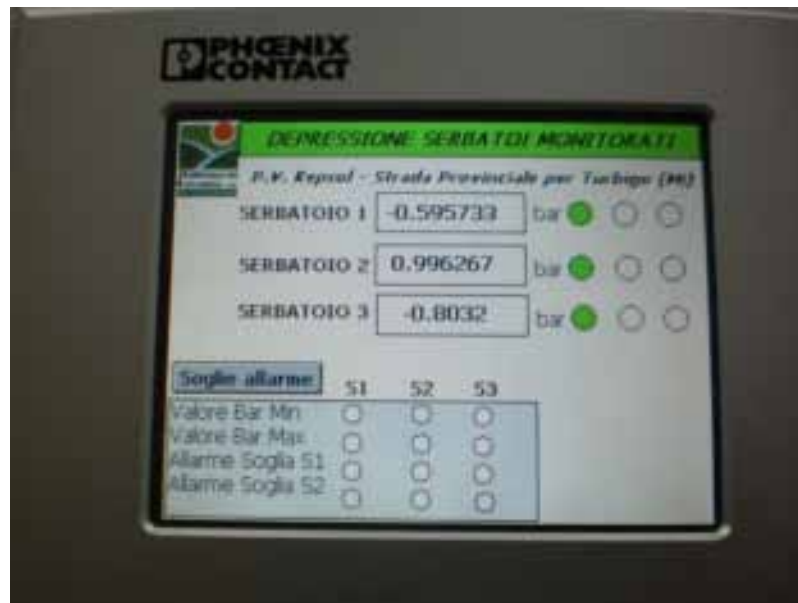 PHŒNIX
CONTACT
DEPRESSIONE SERBATOI MONITORATI
P.V. Repsol - Strada Provinciale per Turbigo (MI)
SERBATOIO 1 -0.595733 bar
SERBATOIO 2 0.996267 bar
SERBATOIO 3 -0.8032 bar
Soglie allarme S1 S2 S3
Valore Bar Min
Valore Bar Max
Allarme Soglia S1
Allarme Soglia S2